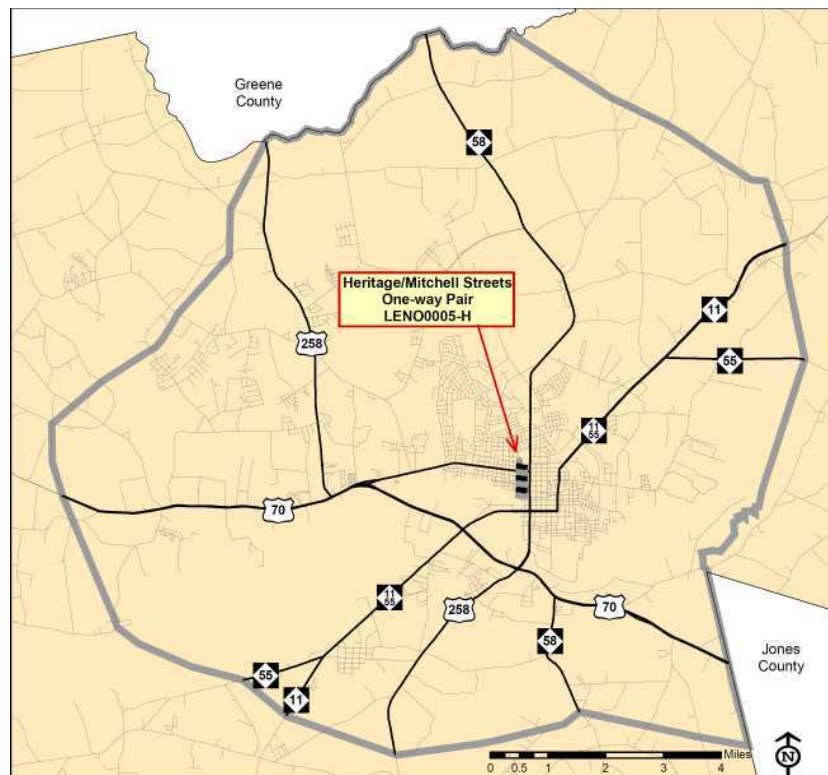 Greene
County
58
Heritage/Mitchell Streets
One-way Pair
LENO0005-H
11
258
55
11
55
70
11
55
258
70
58
Jones
County
55
11
Miles
0 0.5 1 2 3 4
N